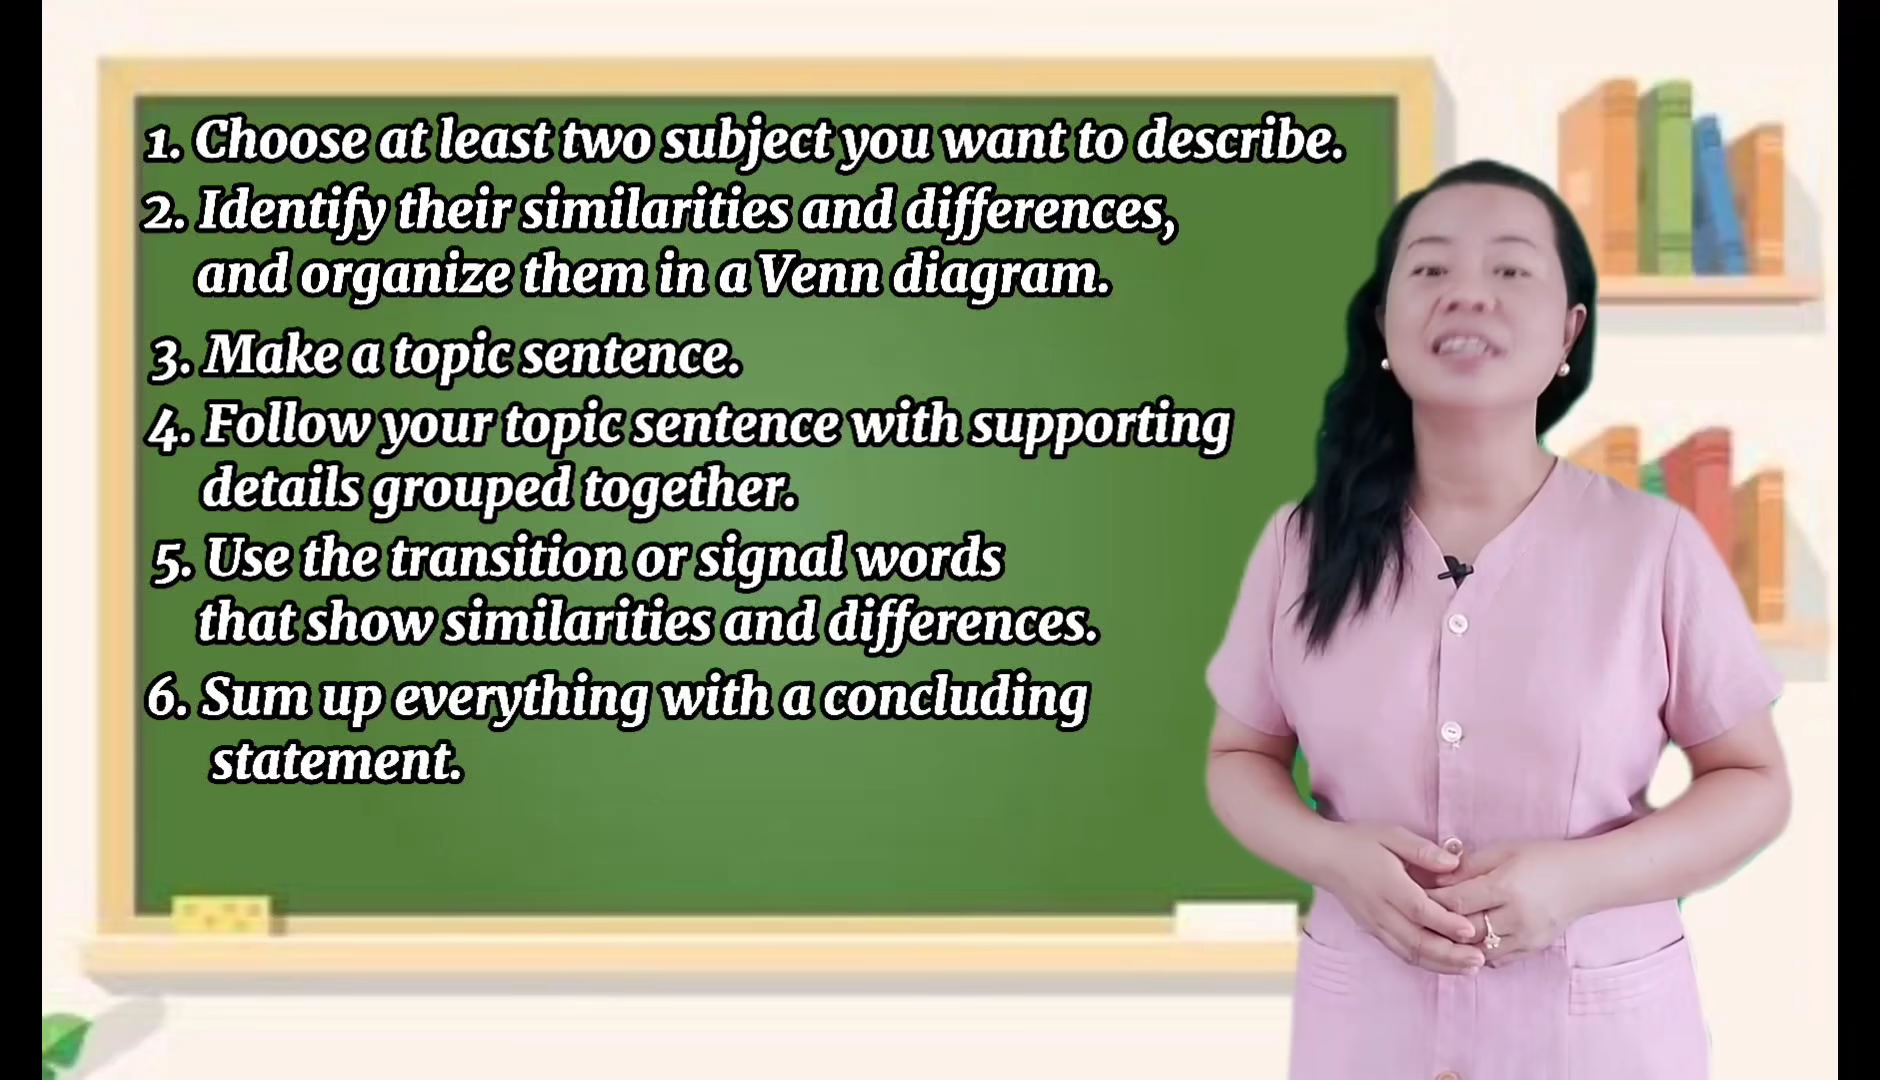 1. Choose at least two subject you want to describe.
2. Identify their similarities and differences,
and organize them in a Venn diagram.
3. Make a topic sentence.
4. Follow your topic sentence with supporting
details grouped together.
5. Use the transition or signal words
that show similarities and differences.
6. Sum up everything with a concluding
statement.